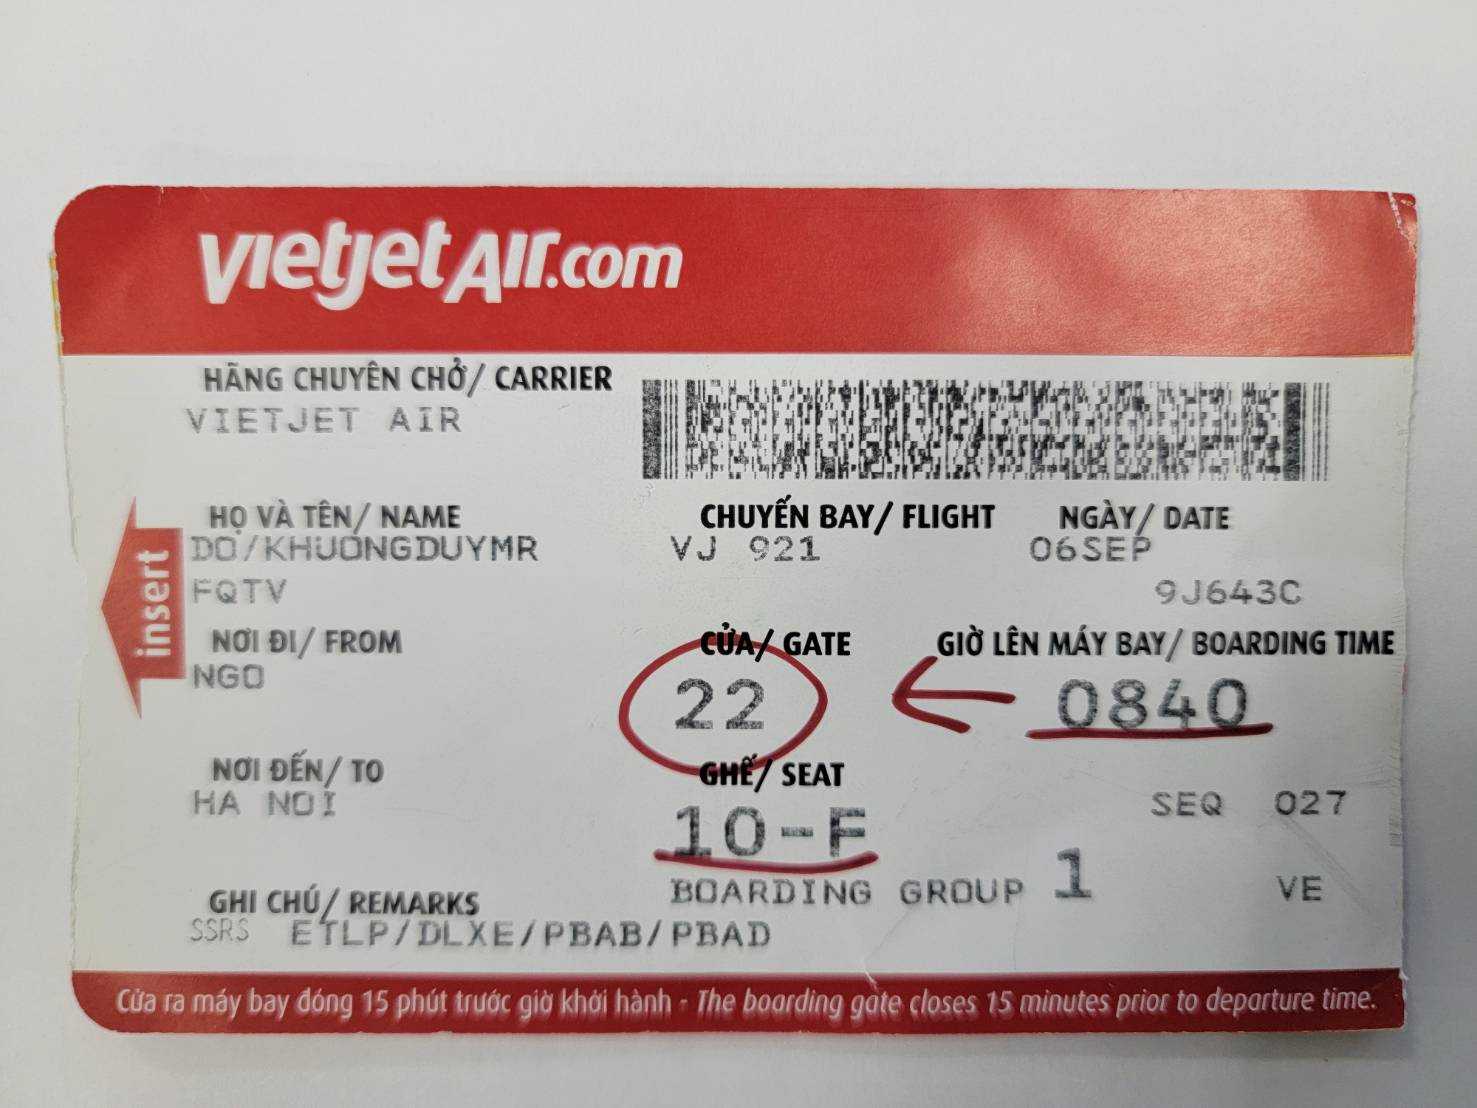 vietjetAir.com
HÃNG CHUYÊN CHỞ/ CARRIER
VIETJET AIR
HỌ VÀ TÊN/ NAME CHUYẾN BAY/ FLIGHT NGÀY/ DATE
DO/KHUONGDUYMR VJ 921 06SEP
FQTV 9J643C
insert
NƠI ĐI/ FROM CỬA/ GATE GIỜ LÊN MÁY BAY/ BOARDING TIME
NGO 22 0840
NƠI ĐẾN/ TO GHẾ/ SEAT
HA NOI 10-F SEQ 027
BOARDING GROUP 1 VE
GHI CHÚ/ REMARKS
SSRS ETLP/DLXE/PBAB/PBAD
Cửa ra máy bay đóng 15 phút trước giờ khởi hành - The boarding gate closes 15 minutes prior to departure time.